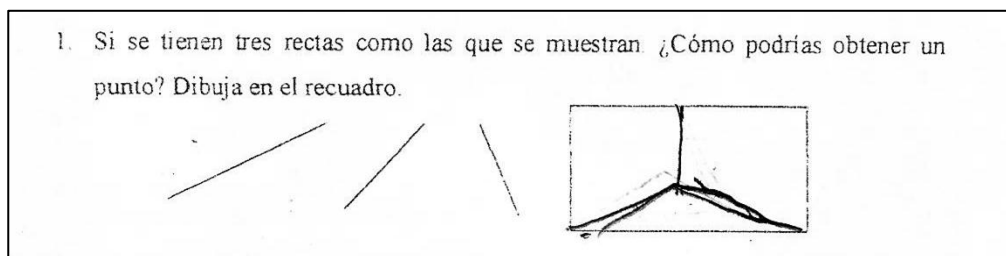 1. Si se tienen tres rectas como las que se muestran. ¿Cómo podrías obtener un
punto? Dibuja en el recuadro.